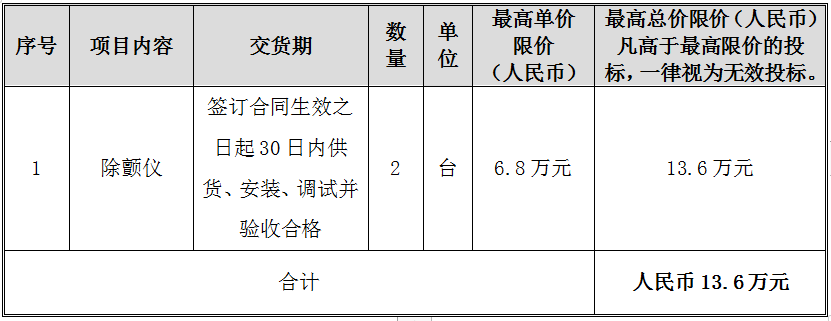 序号
项目内容
交货期
数
量
单
位
最高单价
限价
（人民币）
最高总价限价（人民币）
凡高于最高限价的投
标，一律视为无效投标。
1
除颤仪
签订合同生效之
日起30日内供
货、安装、调试并
验收合格
2
台
6.8万元
13.6万元
合计
人民币13.6万元